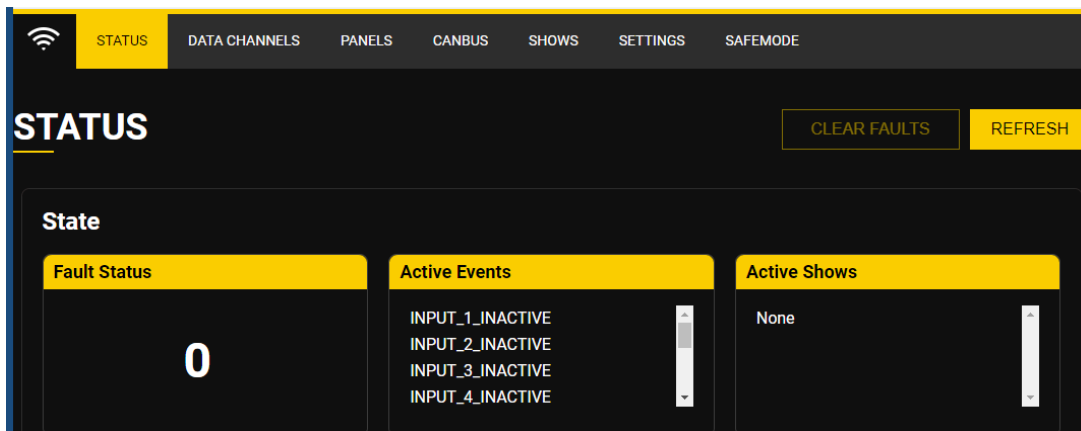 STATUS DATA CHANNELS PANELS CANBUS SHOWS SETTINGS SAFEMODE
STATUS
CLEAR FAULTS REFRESH
State
Fault Status
0
Active Events
INPUT_1_INACTIVE
INPUT_2_INACTIVE
INPUT_3_INACTIVE
INPUT_4_INACTIVE
Active Shows
None